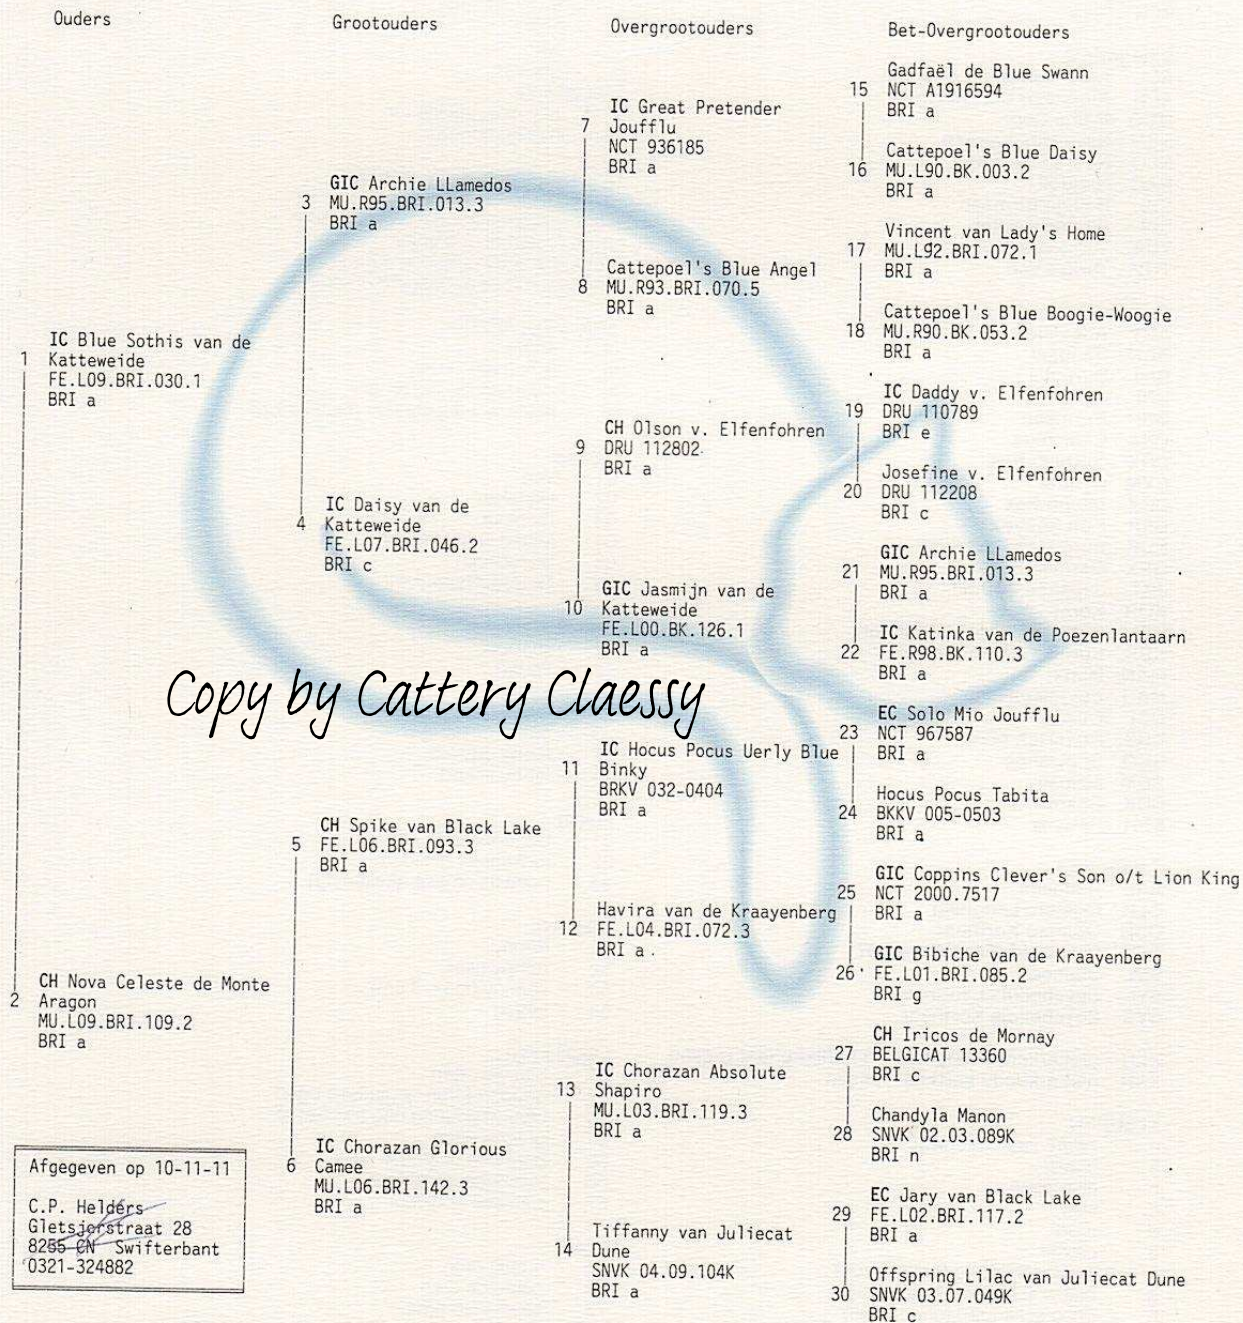 Ouders
Grootouders
Overgrootouders
Bet-Overgrootouders
1 IC Blue Sothis van de
Katteweide
FE.L09.BRI.030.1
BRI a
2 CH Nova Celeste de Monte
Aragon
MU.L09.BRI.109.2
BRI a
3 GIC Archie LLamedos
MU.R95.BRI.013.3
BRI a
4 IC Daisy van de
Katteweide
FE.L07.BRI.046.2
BRI c
5 CH Spike van Black Lake
FE.L06.BRI.093.3
BRI a
6 IC Chorazan Glorious
Camee
MU.L06.BRI.142.3
BRI a
7 IC Great Pretender
Joufflu
NCT 936185
BRI a
8 Cattepoel's Blue Angel
MU.R93.BRI.070.5
BRI a
9 CH Olson v. Elfenfohren
DRU 112802
BRI a
10 GIC Jasmijn van de
Katteweide
FE.L00.BK.126.1
BRI a
11 IC Hocus Pocus Uerly Blue
Binky
BRKV 032-0404
BRI a
12 Havira van de Kraayenberg
FE.L04.BRI.072.3
BRI a
13 IC Chorazan Absolute
Shapiro
MU.L03.BRI.119.3
BRI a
14 Tiffanny van Juliecat
Dune
SNVK 04.09.104K
BRI a
15 Gadfaël de Blue Swann
NCT A1916594
BRI a
16 Cattepoel's Blue Daisy
MU.L90.BK.003.2
BRI a
17 Vincent van Lady's Home
MU.L92.BRI.072.1
BRI a
18 Cattepoel's Blue Boogie-Woogie
MU.R90.BK.053.2
BRI a
19 IC Daddy v. Elfenfohren
DRU 110789
BRI e
20 Josefine v. Elfenfohren
DRU 112208
BRI c
21 GIC Archie LLamedos
MU.R95.BRI.013.3
BRI a
22 IC Katinka van de Poezenlantaarn
FE.R98.BK.110.3
BRI a
23 EC Solo Mio Joufflu
NCT 967587
BRI a
24 Hocus Pocus Tabita
BKKV 005-0503
BRI a
25 GIC Coppins Clever's Son o/t Lion King
NCT 2000.7517
BRI a
26 GIC Bibiche van de Kraayenberg
FE.L01.BRI.085.2
BRI g
27 CH Iricos de Mornay
BELGICAT 13360
BRI c
28 Chandyla Manon
SNVK 02.03.089K
BRI n
29 EC Jary van Black Lake
FE.L02.BRI.117.2
BRI a
30 Offspring Lilac van Juliecat Dune
SNVK 03.07.049K
BRI c
Copy by Cattery Claessy
Afgegeven op 10-11-11
C.P. Helders
Gletsjerstraat 28
8255 CN Swifterbant
0321-324882